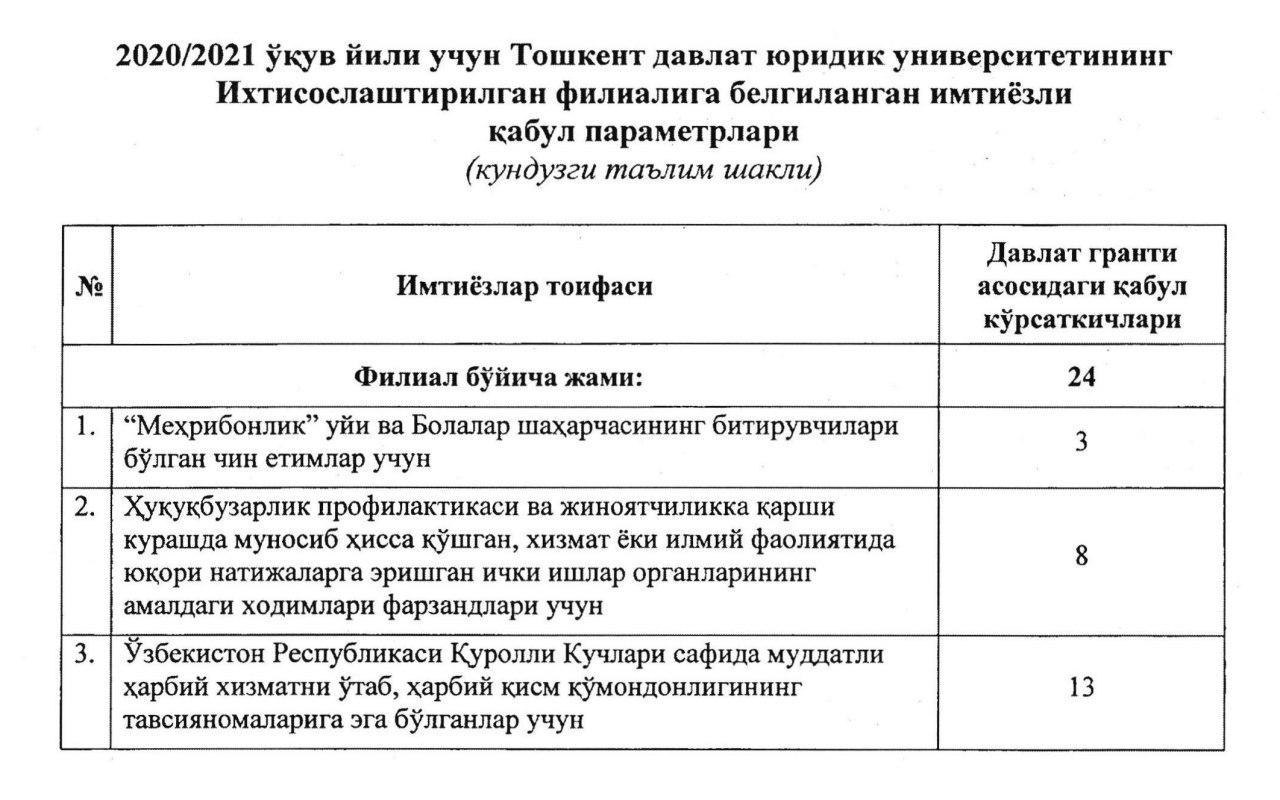 2020/2021 ўқув йили учун Тошкент давлат юридик университетининг
Ихтисослаштирилган филиалига белгиланган имтиёзли
қабул параметрлари
(кундузги таълим шакли)
№
Имтиёзлар тоифаси
Давлат гранти
асосидаги қабул
кўрсаткичлари
Филиал бўйича жами:
24
1.
“Меҳрибонлик” уйи ва Болалар шаҳарчасининг битирувчилари
бўлган чин етимлар учун
3
2.
Ҳуқуқбузарлик профилактикаси ва жиноятчиликка қарши
курашда муносиб ҳисса қўшган, хизмат ёки илмий фаолиятида
юқори натижаларга эришган ички ишлар органларининг
амалдаги ходимлари фарзандлари учун
8
3.
Ўзбекистон Республикаси Қуролли Кучлари сафида муддатли
ҳарбий хизматни ўтаб, ҳарбий қисм қўмондонлигининг
тавсияномаларига эга бўлганлар учун
13